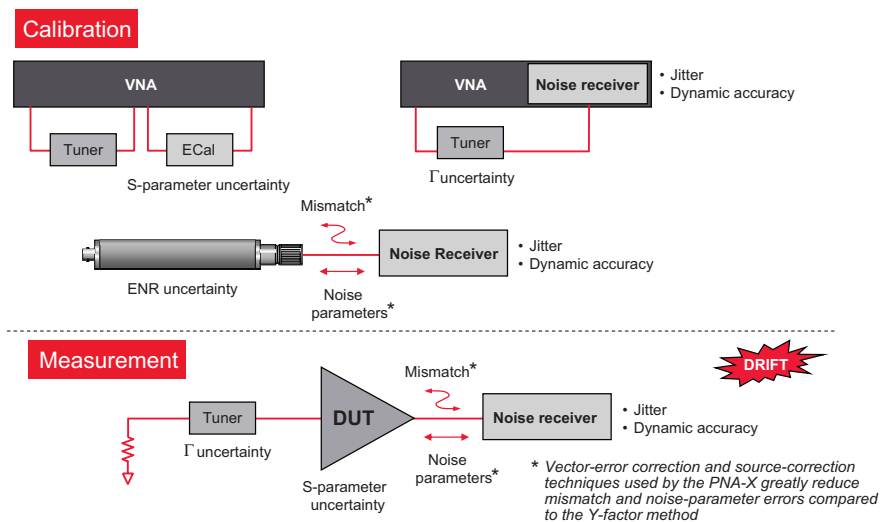 Calibration
VNA
Tuner
ECal
S-parameter uncertainty
VNA
Noise receiver
• Jitter
• Dynamic accuracy
Tuner
Γ uncertainty
Mismatch*
Noise Receiver
• Jitter
• Dynamic accuracy
ENR uncertainty
Noise
parameters*
Measurement
DRIFT
Mismatch*
Tuner
DUT
Noise receiver
• Jitter
• Dynamic accuracy
Γ uncertainty
Noise
parameters*
S-parameter
uncertainty
* Vector-error correction and source-correction
techniques used by the PNA-X greatly reduce
mismatch and noise-parameter errors compared
to the Y-factor method